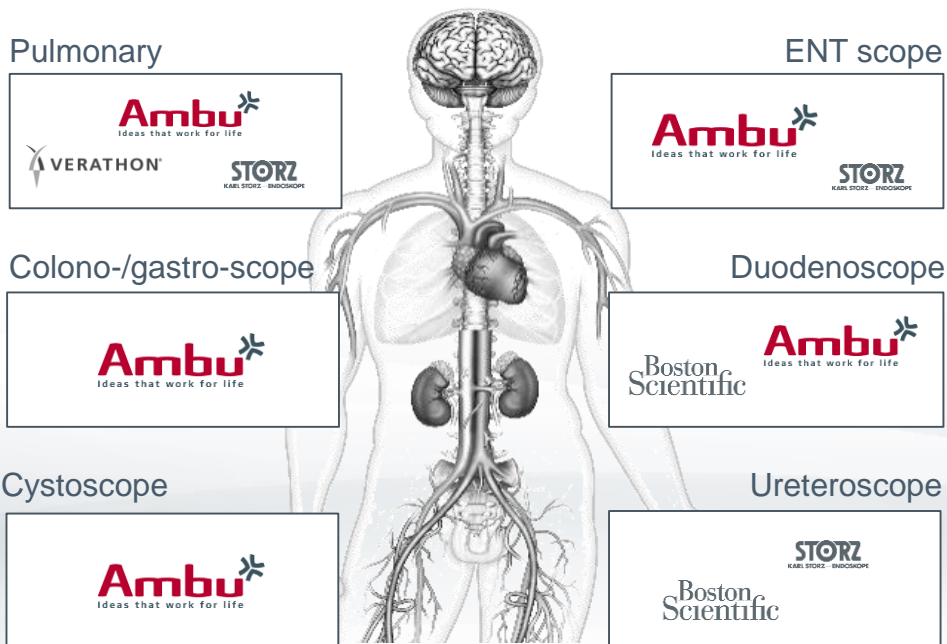 Pulmonary
Ambu
Ideas that work for life
VERATHON®
STORZ
KARL STORZ—ENDOSKOPE
ENT scope
Ambu
Ideas that work for life
STORZ
KARL STORZ—ENDOSKOPE
Colono-/gastro-scope
Ambu
Ideas that work for life
Duodenoscope
Boston
Scientific
Ambu
Ideas that work for life
Cystoscope
Ambu
Ideas that work for life
Ureteroscope
STORZ
KARL STORZ—ENDOSKOPE
Boston
Scientific